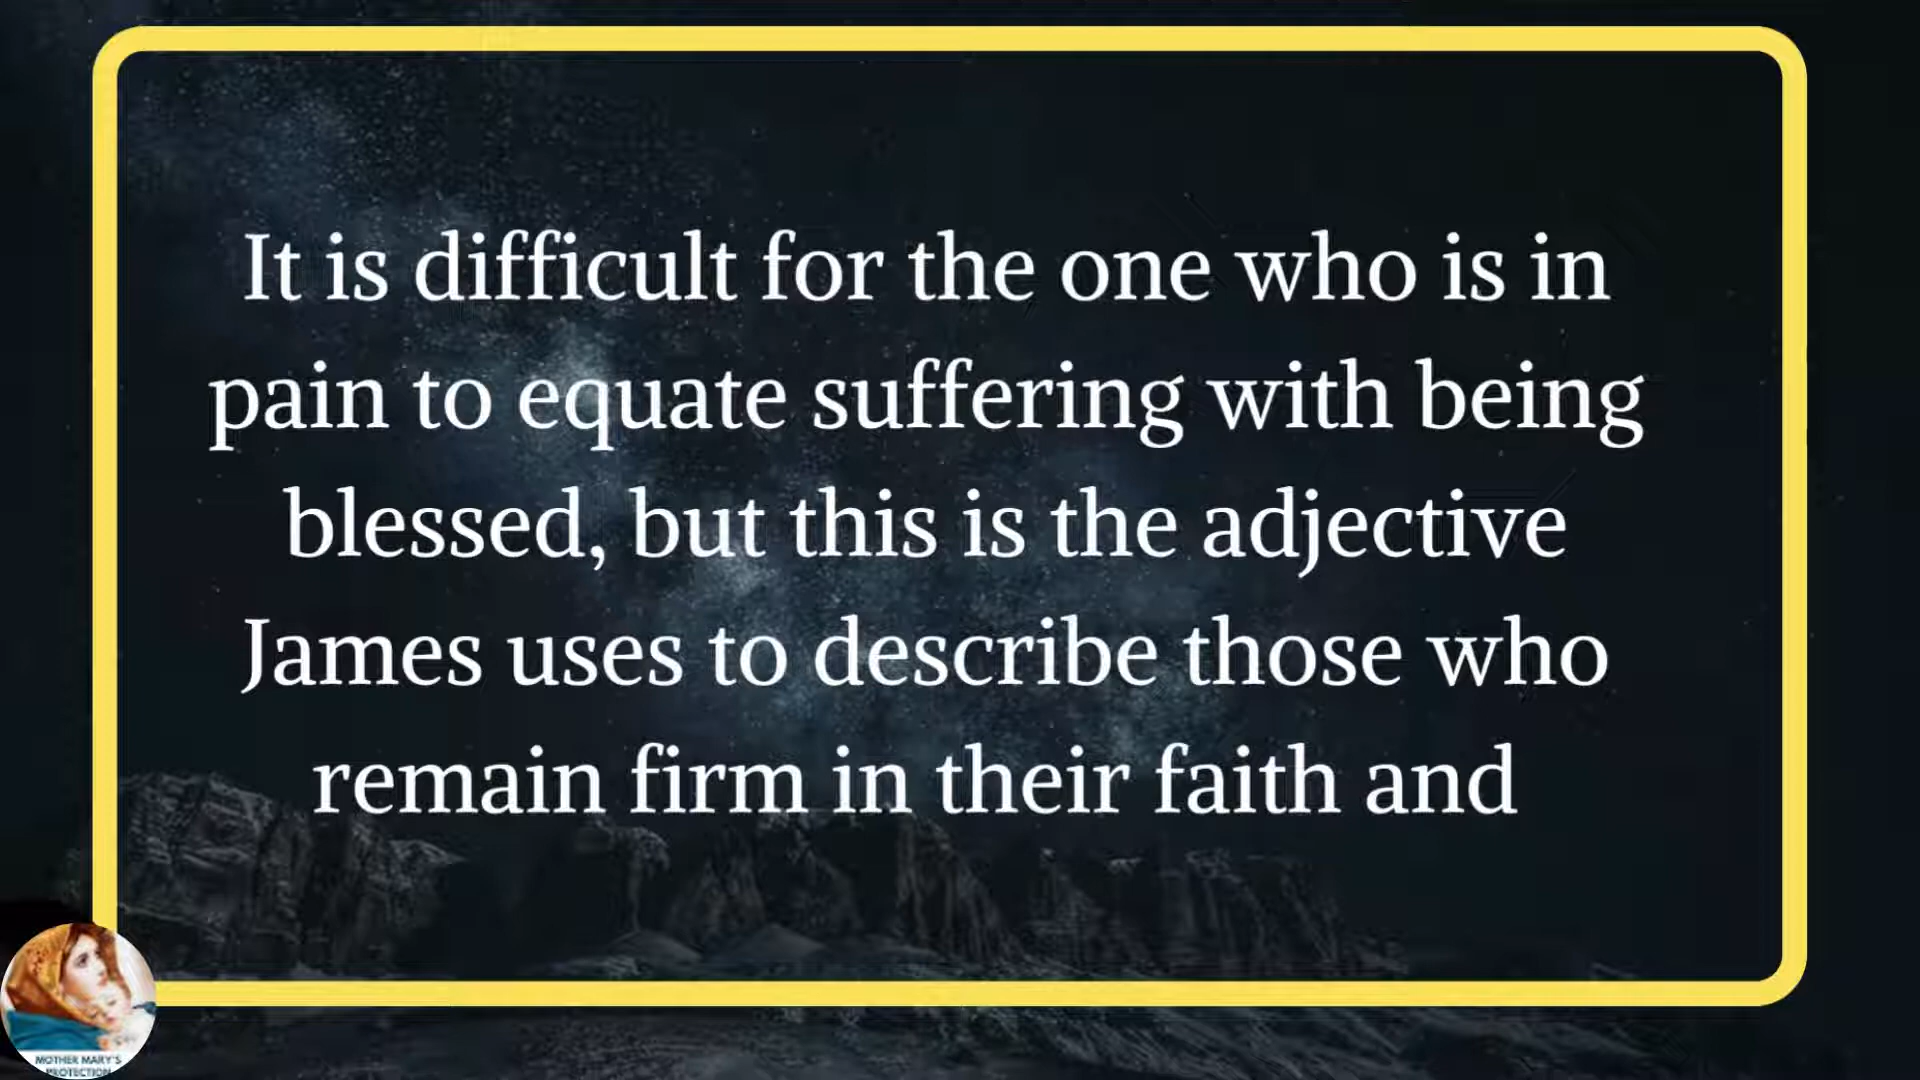 It is difficult for the one who is in
pain to equate suffering with being
blessed, but this is the adjective
James uses to describe those who
remain firm in their faith and
MOTHER MARY'S
PROTECTION